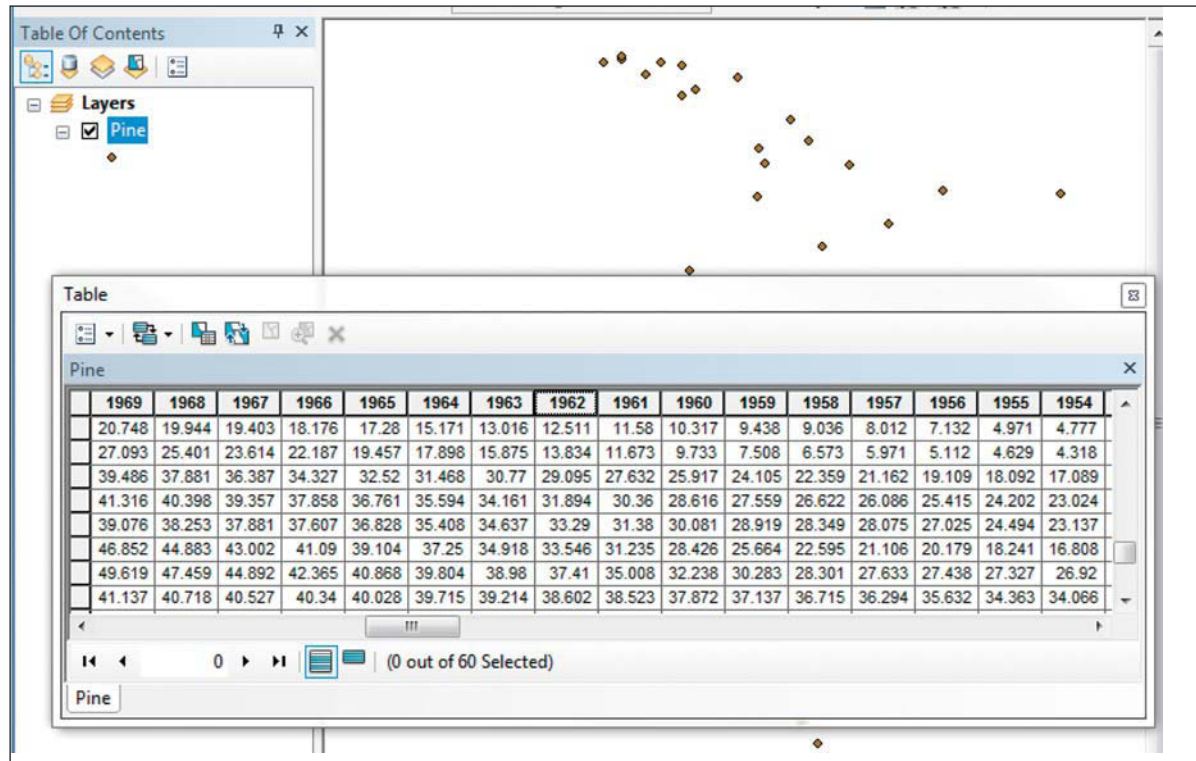 Table Of Contents
Layers
Pine
Table
Pine
1969 1968 1967 1966 1965 1964 1963 1962 1961 1960 1959 1958 1957 1956 1955 1954
20.748 19.944 19.403 18.176 17.28 15.171 13.016 12.511 11.58 10.317 9.438 9.036 8.012 7.132 4.971 4.777
27.093 25.401 23.614 22.187 19.457 17.898 15.875 13.834 11.673 9.733 7.508 6.573 5.971 5.112 4.629 4.318
39.486 37.881 36.387 34.327 32.52 31.468 30.77 29.095 27.632 25.917 24.105 22.359 21.162 19.109 18.092 17.089
41.316 40.398 39.357 37.858 36.761 35.594 34.161 31.894 30.36 28.616 27.559 26.622 26.086 25.415 24.202 23.024
39.076 38.253 37.881 37.607 36.828 35.408 34.637 33.29 31.38 30.081 28.919 28.349 28.075 27.025 24.494 23.137
46.852 44.883 43.002 41.09 39.104 37.25 34.918 33.546 31.235 28.426 25.664 22.595 21.106 20.179 18.241 16.808
49.619 47.459 44.892 42.365 40.868 39.804 38.98 37.41 35.008 32.238 30.283 28.301 27.633 27.438 27.327 26.92
41.137 40.718 40.527 40.34 40.028 39.715 39.214 38.602 38.523 37.872 37.137 36.715 36.294 35.632 34.363 34.066
0 (0 out of 60 Selected)
Pine